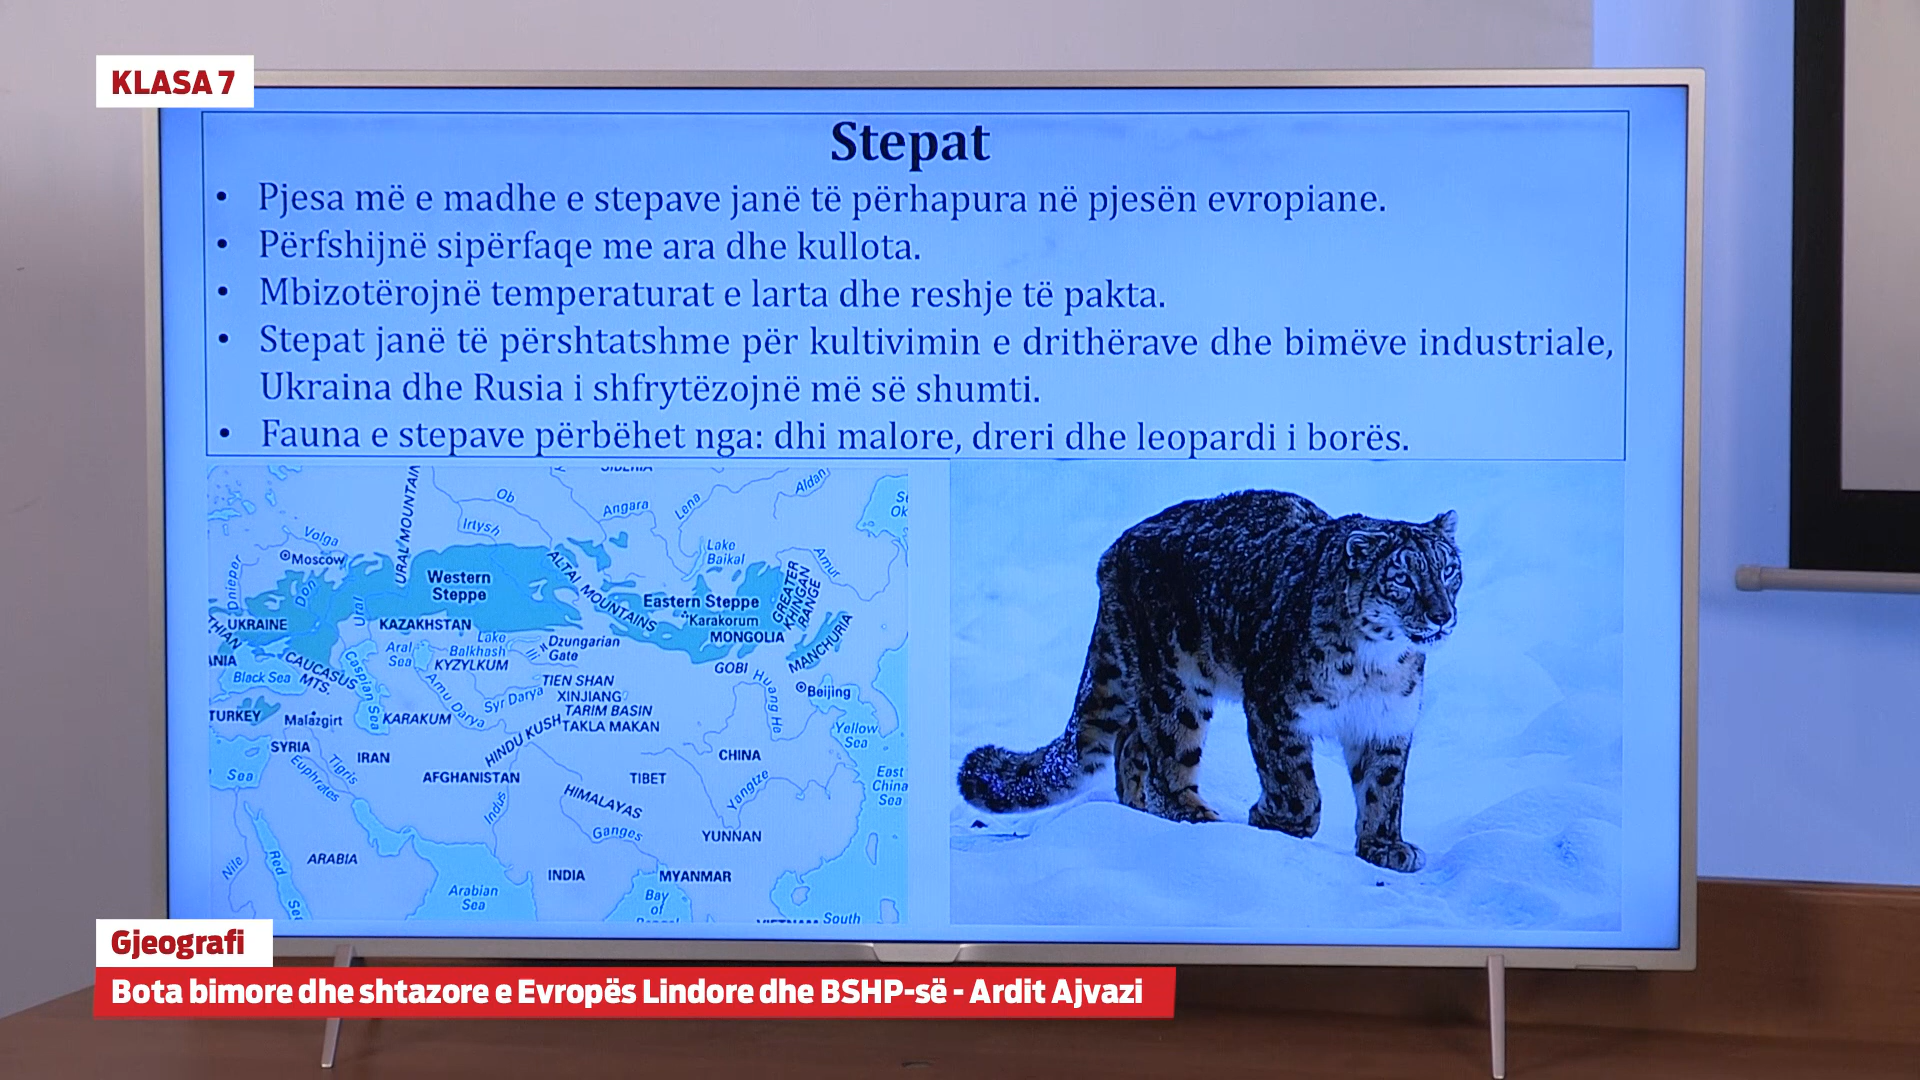 KLASA 7
Stepat
• Pjesa më e madhe e stepave janë të përhapura në pjesën evropiane.
• Përfshijnë sipërfaqe me ara dhe kullota.
• Mbizotërojnë temperaturat e larta dhe reshje të pakta.
• Stepat janë të përshtatshme për kultivimin e drithërave dhe bimëve industriale,
Ukraina dhe Rusia i shfrytëzojnë më së shumti.
• Fauna e stepave përbëhet nga: dhi malore, dreri dhe leopardi i borës.
URAL MOUNTAIN
Ob
Irtysh
Angara
Lena
Aldan
Volga
Moscow
Dnieper
Don
Ural
Western
Steppe
ALTAI MOUNTAINS
Lake
Baikal
Amur
GREATER
KHINGAN
RANGE
Eastern Steppe
Karakorum
MONGOLIA
MANCHURIA
UKRAINE
KAZAKHSTAN
Lake
Balkhash
Ili
Dzungarian
Gate
Aral
Sea
KYZYLKUM
GOBI
Huang He
Beijing
CAUCASUS
MTS.
Caspian Sea
Black Sea
Amu Darya
Syr Darya
TIEN SHAN
XINJIANG
TARIM BASIN
TAKLA MAKAN
TURKEY
Malazgirt
KARAKUM
HINDU KUSH
Yellow
Sea
SYRIA
Euphrates
Tigris
IRAN
AFGHANISTAN
TIBET
CHINA
Sea
Indus
HIMALAYAS
Ganges
Yangtze
YUNNAN
East
China
Sea
Nile
Red
ARABIA
Arabian
Sea
INDIA
MYANMAR
Bay
of
South
Gjeografi
Bota bimore dhe shtazore e Evropës Lindore dhe BSHP-së - Ardit Ajvazi